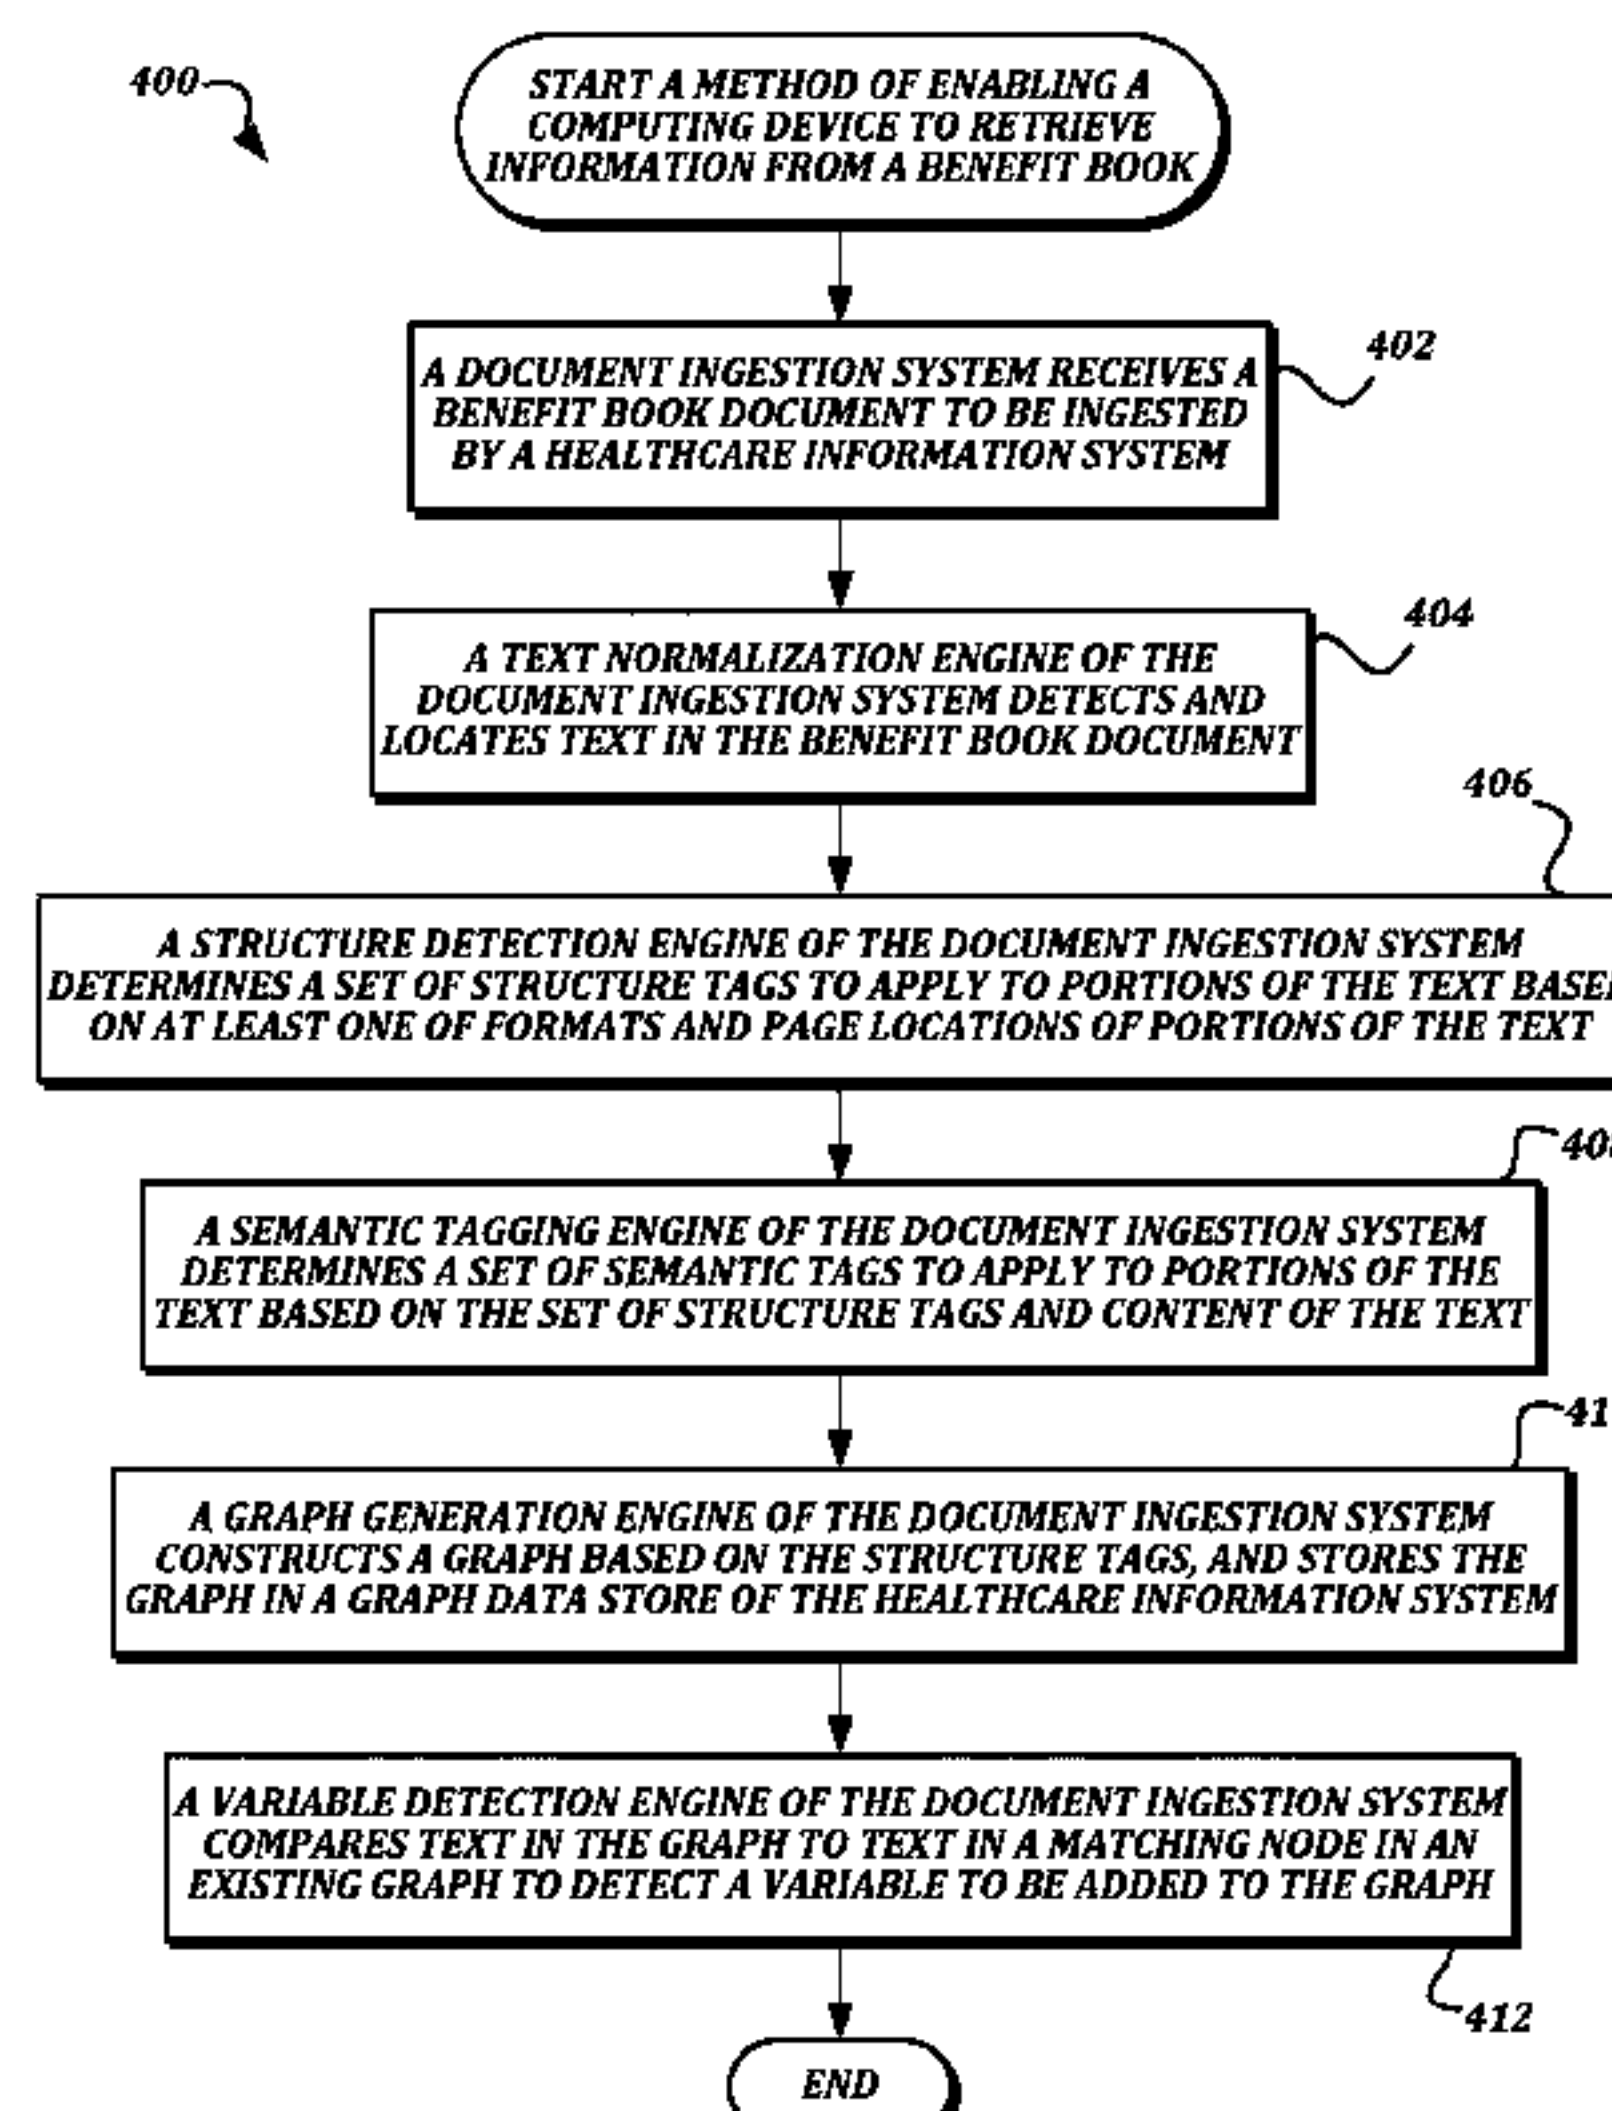 400
START A METHOD OF ENABLING A
COMPUTING DEVICE TO RETRIEVE
INFORMATION FROM A BENEFIT BOOK
402
A DOCUMENT INGESTION SYSTEM RECEIVES A
BENEFIT BOOK DOCUMENT TO BE INGESTED
BY A HEALTHCARE INFORMATION SYSTEM
404
A TEXT NORMALIZATION ENGINE OF THE
DOCUMENT INGESTION SYSTEM DETECTS AND
LOCATES TEXT IN THE BENEFIT BOOK DOCUMENT
406
A STRUCTURE DETECTION ENGINE OF THE DOCUMENT INGESTION SYSTEM
DETERMINES A SET OF STRUCTURE TAGS TO APPLY TO PORTIONS OF THE TEXT
ON AT LEAST ONE OF FORMATS AND PAGE LOCATIONS OF PORTIONS OF THE TEXT
A SEMANTIC TAGGING ENGINE OF THE DOCUMENT INGESTION SYSTEM
DETERMINES A SET OF SEMANTIC TAGS TO APPLY TO PORTIONS OF THE
TEXT BASED ON THE SET OF STRUCTURE TAGS AND CONTENT OF THE TEXT
A GRAPH GENERATION ENGINE OF THE DOCUMENT INGESTION SYSTEM
CONSTRUCTS A GRAPH BASED ON THE STRUCTURE TAGS, AND STORES THE
GRAPH IN A GRAPH DATA STORE OF THE HEALTHCARE INFORMATION SYSTEM
A VARIABLE DETECTION ENGINE OF THE DOCUMENT INGESTION SYSTEM
COMPARES TEXT IN THE GRAPH TO TEXT IN A MATCHING NODE IN AN
EXISTING GRAPH TO DETECT A VARIABLE TO BE ADDED TO THE GRAPH
412
END